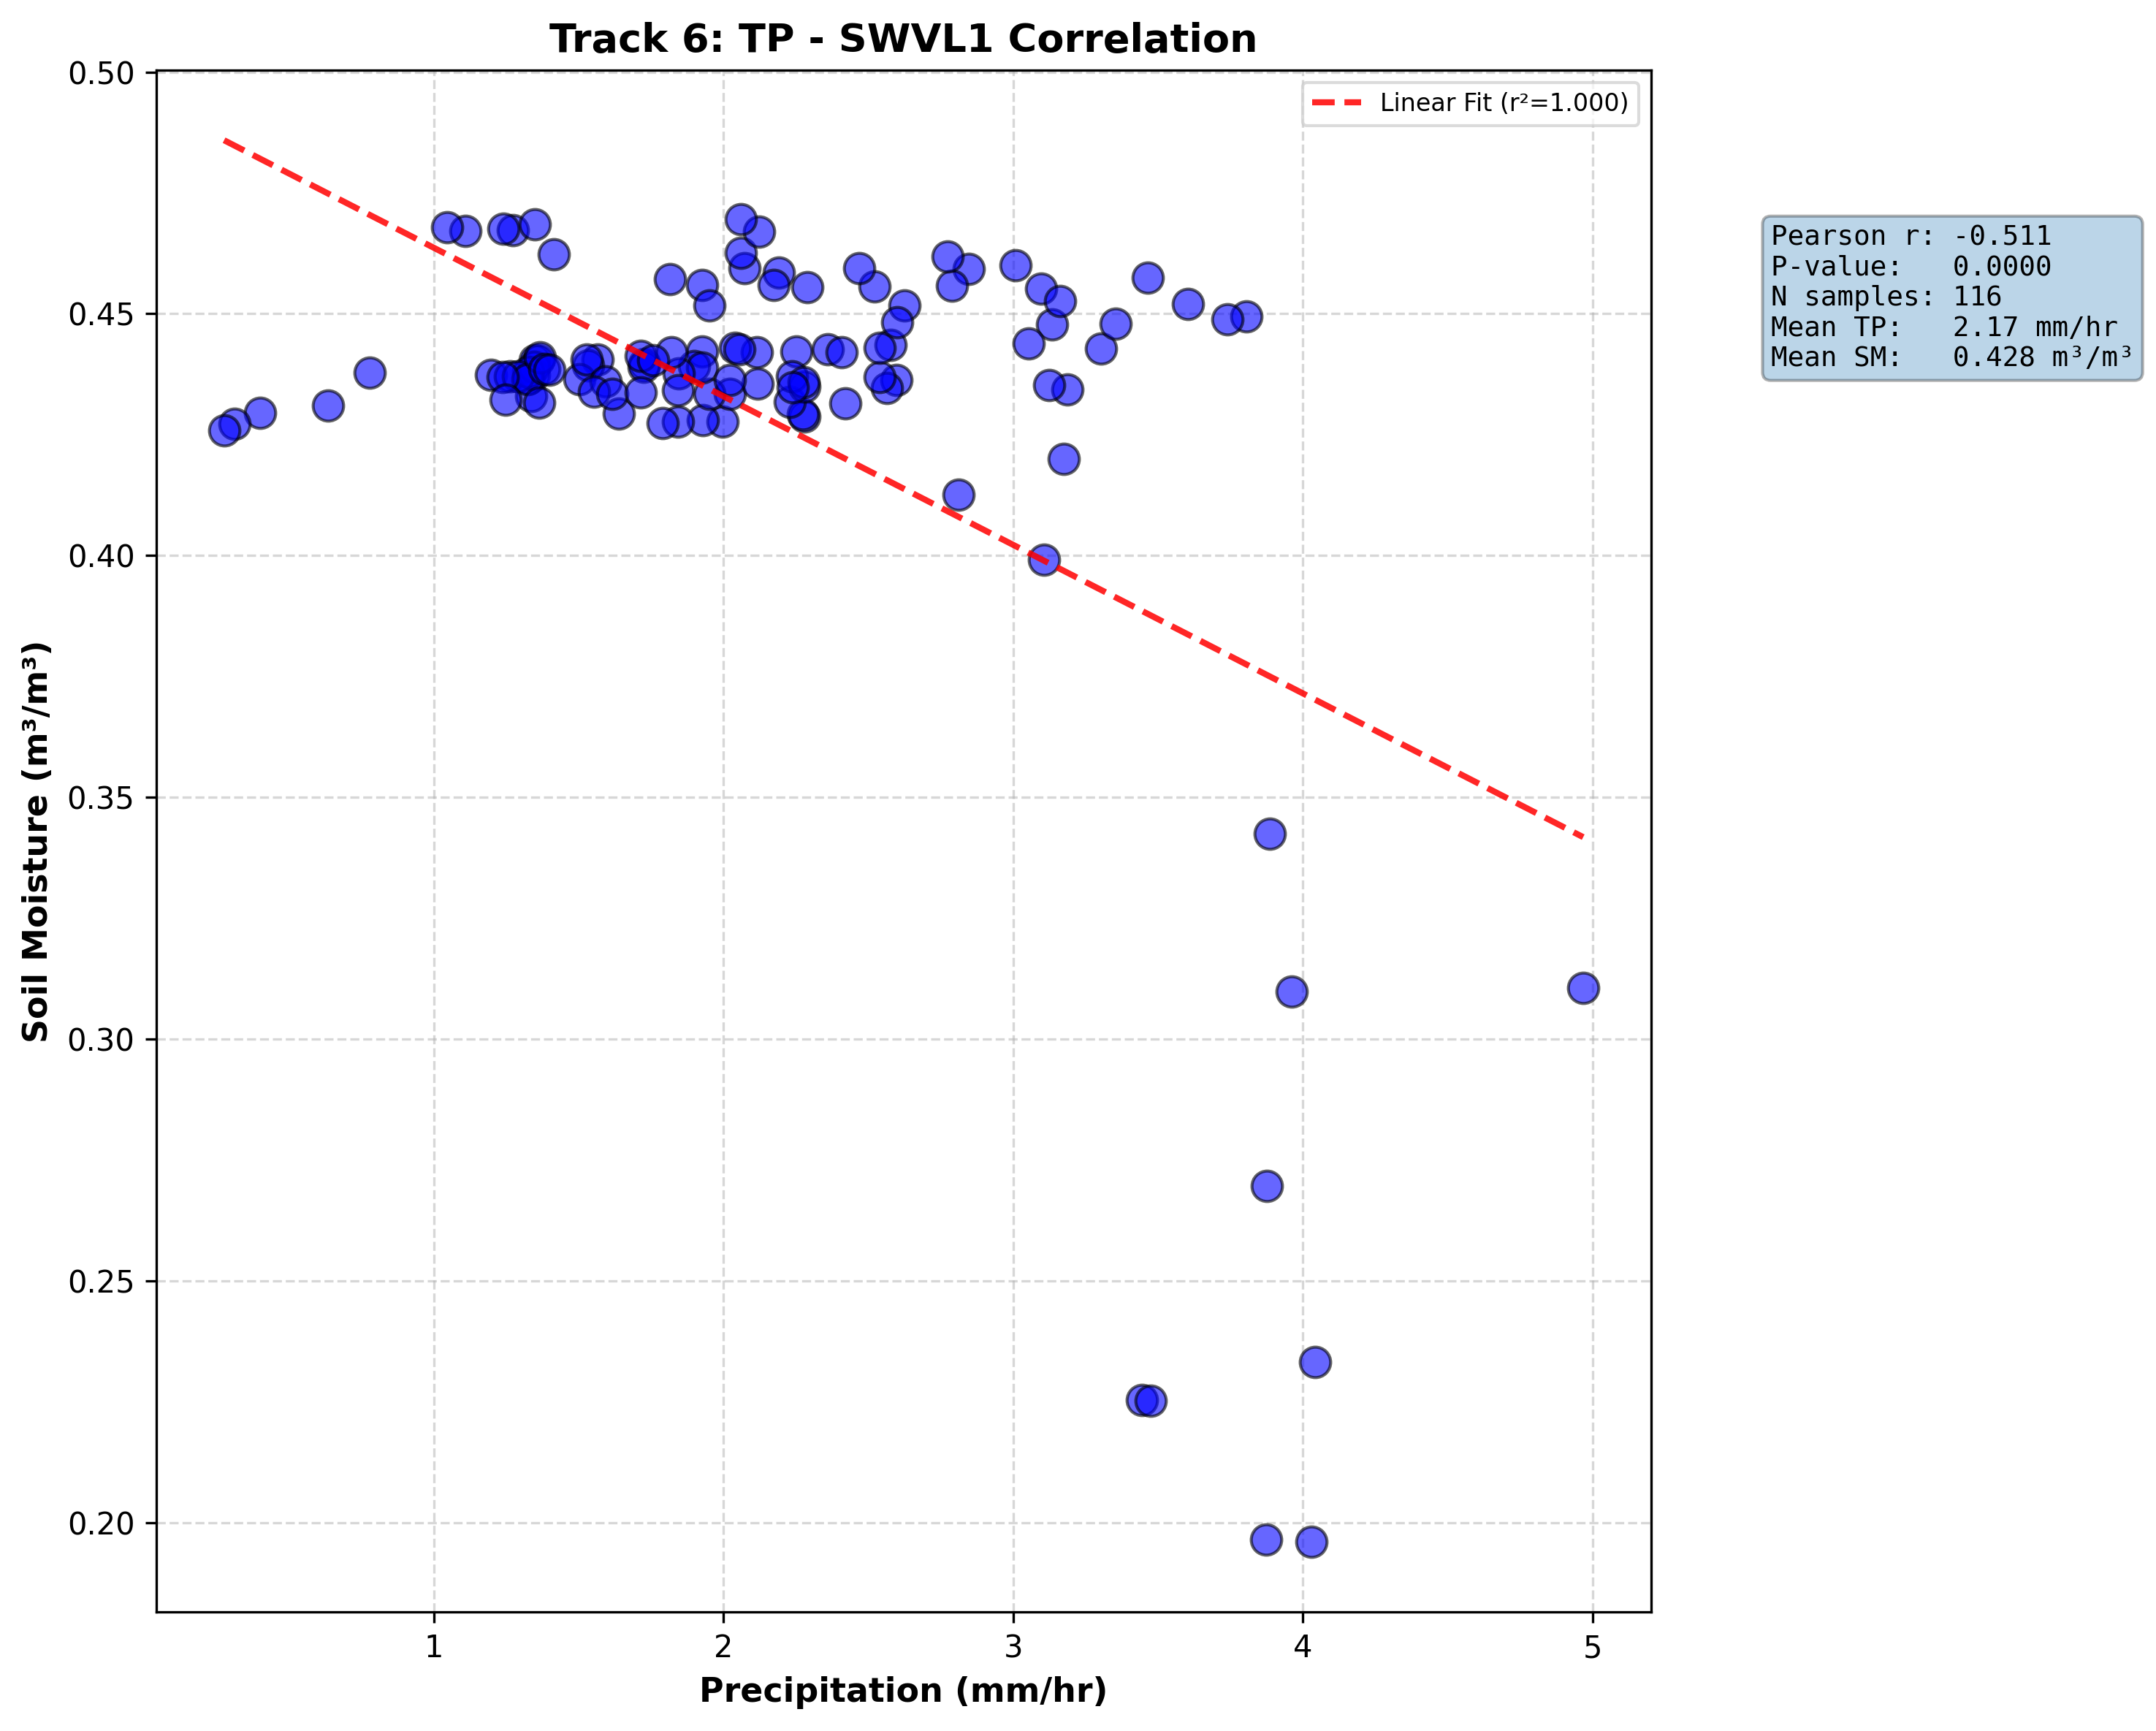 Track 6: TP - SWVL1 Correlation
Linear Fit (r²=1.000)
Pearson r: -0.511
P-value:   0.0000
N samples: 116
Mean TP:   2.17 mm/hr
Mean SM:   0.428 m³/m³
Soil Moisture (m³/m³)
0.50
0.45
0.40
0.35
0.30
0.25
0.20
1 2 3 4 5
Precipitation (mm/hr)